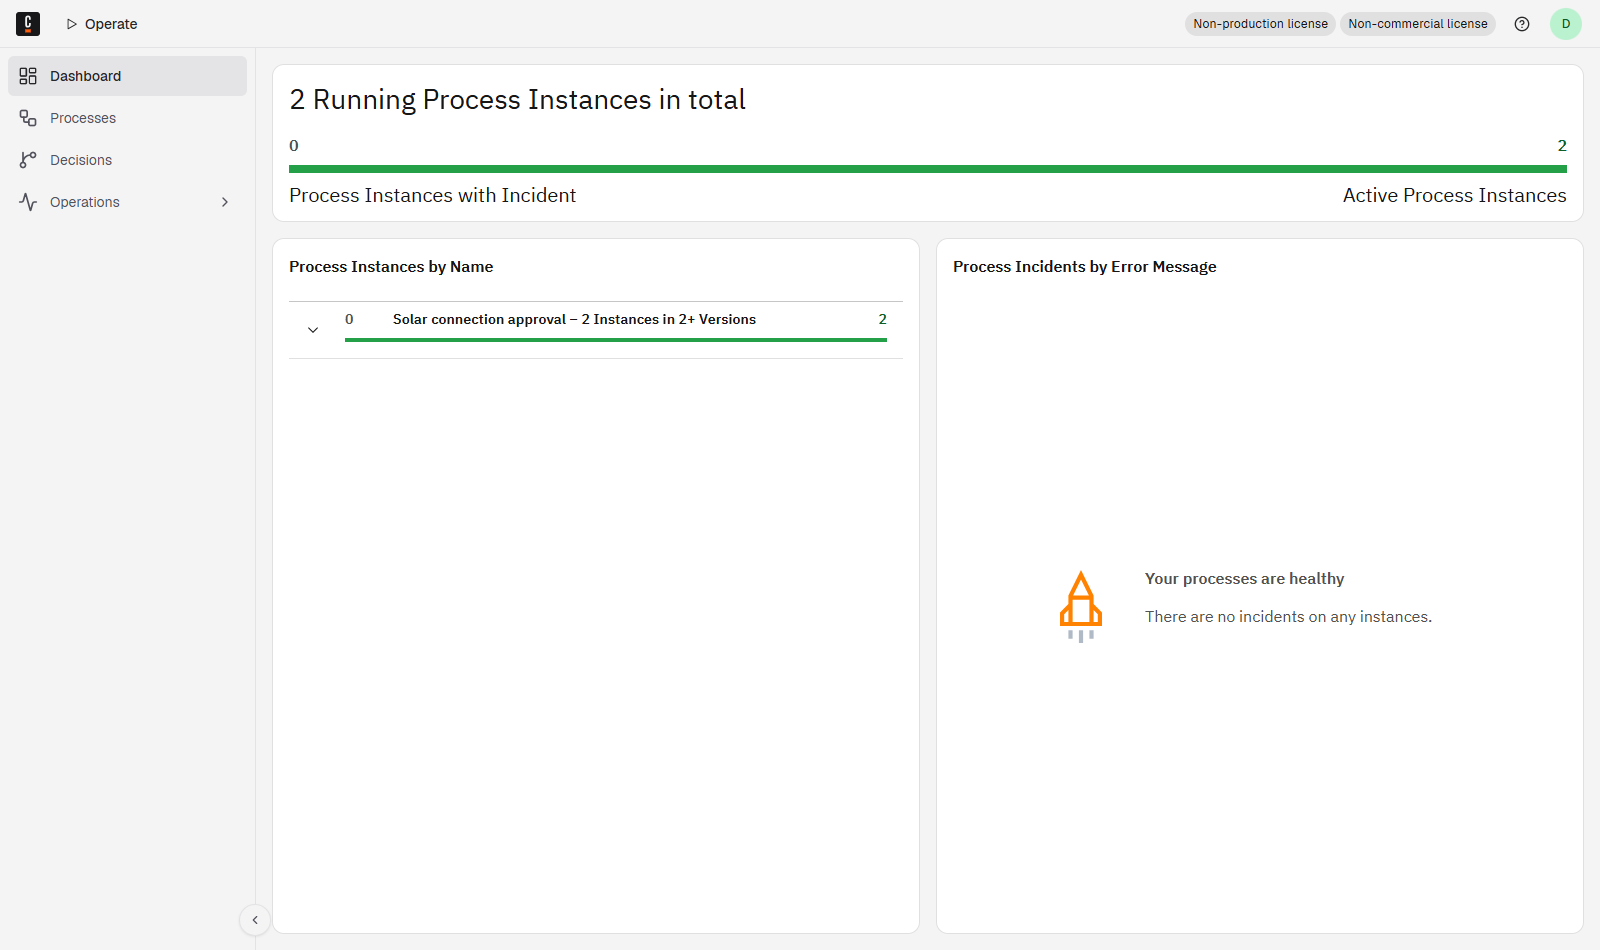 C
Operate
Non-production license
Non-commercial license
D
Dashboard
Processes
Decisions
Operations
2 Running Process Instances in total
0
2
Process Instances with Incident
Active Process Instances
Process Instances by Name
0
Solar connection approval – 2 Instances in 2+ Versions
2
Process Incidents by Error Message
Your processes are healthy
There are no incidents on any instances.